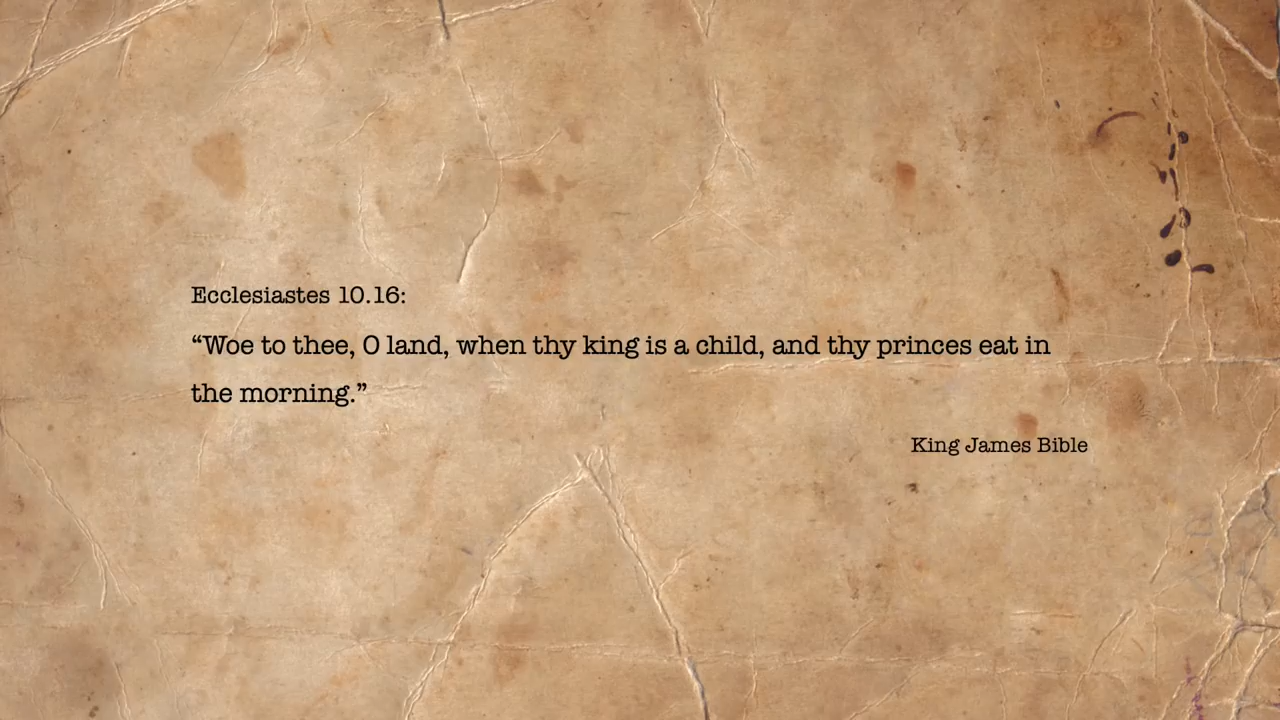 Ecclesiastes 10.16:
“Woe to thee, O land, when thy king is a child, and thy princes eat in
the morning.”
King James Bible